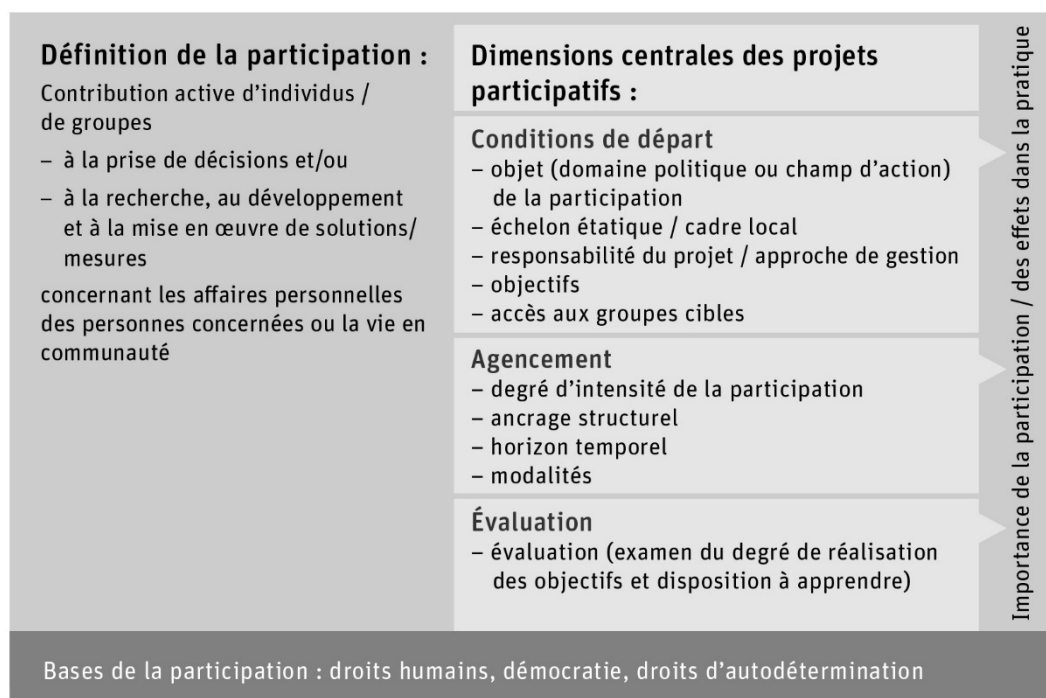 Définition de la participation :
Contribution active d'individus /
de groupes
– à la prise de décisions et/ou
– à la recherche, au développement
et à la mise en œuvre de solutions/
mesures
concernant les affaires personnelles
des personnes concernées ou la vie en
communauté
Dimensions centrales des projets
participatifs :
Conditions de départ
– objet (domaine politique ou champ d'action)
de la participation
– échelon étatique / cadre local
– responsabilité du projet / approche de gestion
– objectifs
– accès aux groupes cibles
Agencement
– degré d'intensité de la participation
– ancrage structurel
– horizon temporel
– modalités
Évaluation
– évaluation (examen du degré de réalisation
des objectifs et disposition à apprendre)
Importance de la participation / des effets dans la pratique
Bases de la participation : droits humains, démocratie, droits d'autodétermination